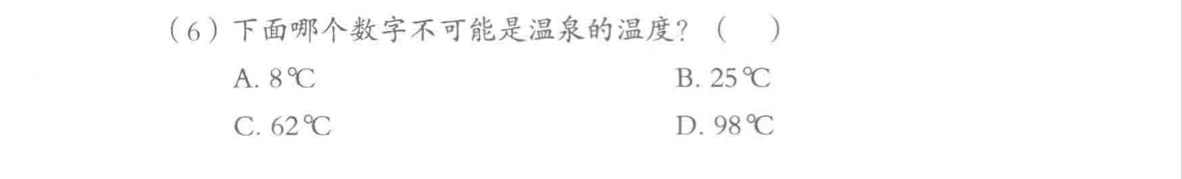 （6）下面哪个数字不可能是温泉的温度？（　）
A. 8℃　B. 25℃
C. 62℃　D. 98℃